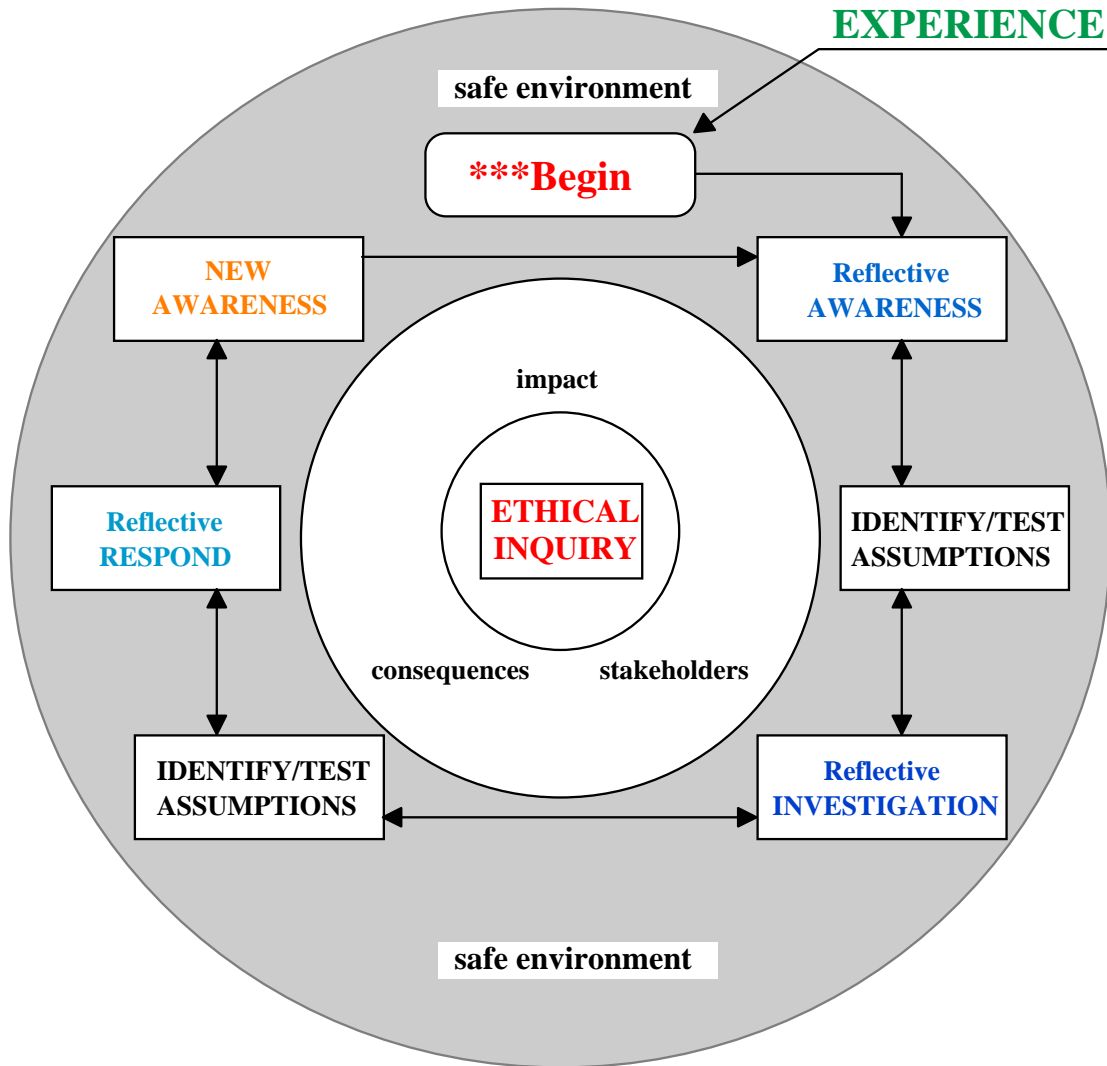 EXPERIENCE
safe environment
***Begin
NEW
AWARENESS
Reflective
AWARENESS
impact
ETHICAL
INQUIRY
Reflective
RESPOND
IDENTIFY/TEST
ASSUMPTIONS
consequences
stakeholders
IDENTIFY/TEST
ASSUMPTIONS
Reflective
INVESTIGATION
safe environment